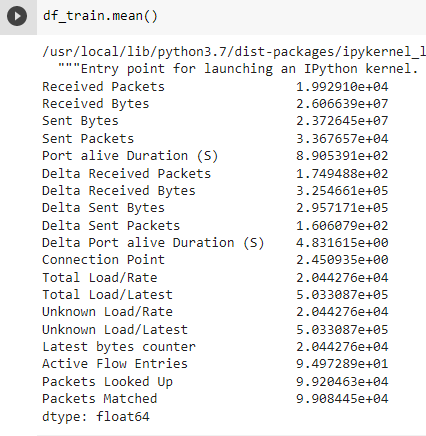 df_train.mean()
/usr/local/lib/python3.7/dist-packages/ipykernel_l
"""Entry point for launching an IPython kernel.
Received Packets 1.992910e+04
Received Bytes 2.606639e+07
Sent Bytes 2.372645e+07
Sent Packets 3.367657e+04
Port alive Duration (S) 8.905391e+02
Delta Received Packets 1.749488e+02
Delta Received Bytes 3.254661e+05
Delta Sent Bytes 2.957171e+05
Delta Sent Packets 1.606079e+02
Delta Port alive Duration (S) 4.831615e+00
Connection Point 2.450935e+00
Total Load/Rate 2.044276e+04
Total Load/Latest 5.033087e+05
Unknown Load/Rate 2.044276e+04
Unknown Load/Latest 5.033087e+05
Latest bytes counter 2.044276e+04
Active Flow Entries 9.497289e+01
Packets Looked Up 9.920463e+04
Packets Matched 9.908445e+04
dtype: float64